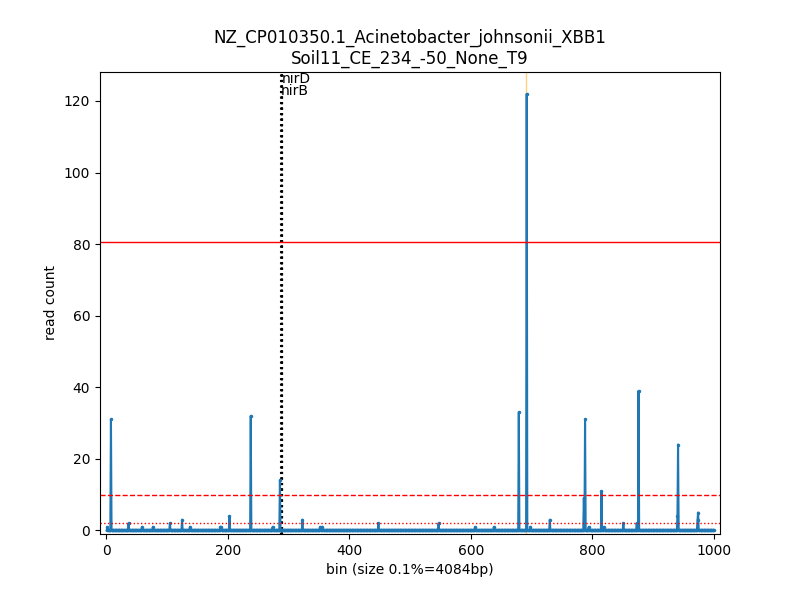 NZ_CP010350.1_Acinetobacter_johnsonii_XBB1
Soil11_CE_234_-50_None_T9
nirD
nirB
120
100
80
60
40
20
0
read count
0 200 400 600 800 1000
bin (size 0.1%=4084bp)